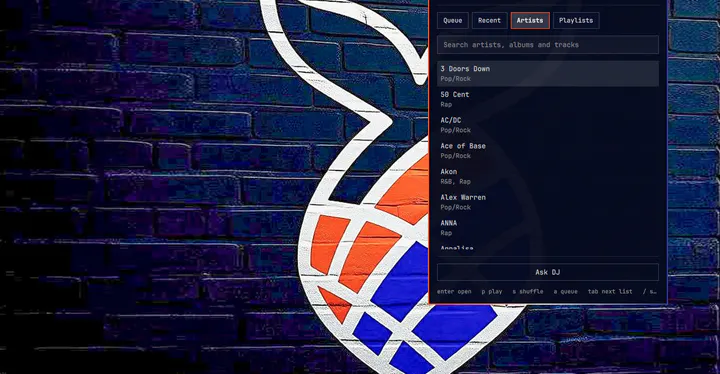 Queue Recent Artists Playlists
Search artists, albums and tracks
3 Doors Down
Pop/Rock
50 Cent
Rap
AC/DC
Pop/Rock
Ace of Base
Pop/Rock
Akon
R&B, Rap
Alex Warren
Pop/Rock
ANNA
Rap
Annalisa
Ask DJ
enter open p play s shuffle e queue tab next list / s…